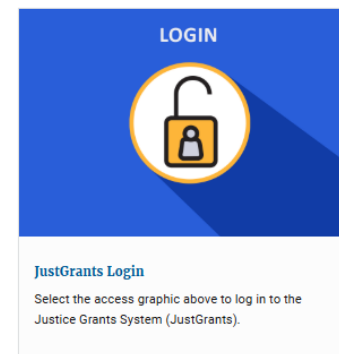 LOGIN
JustGrants Login
Select the access graphic above to log in to the
Justice Grants System (JustGrants).